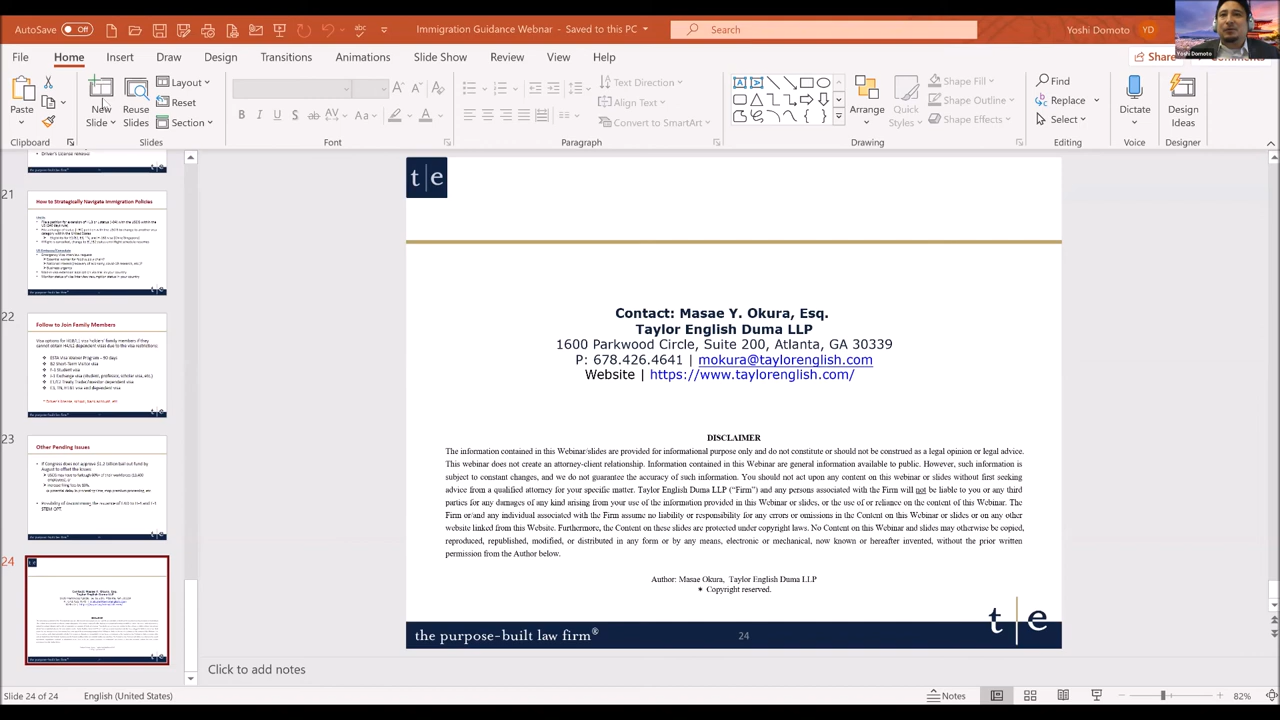 AutoSave Off
Immigration Guidance Webinar - Saved to this PC
Search
Yoshi Domoto YD
Yoshi Domoto
File Home Insert Draw Design Transitions Animations Slide Show Review View Help
Share Comments
Paste
New Slide
Reuse Slides
Layout
Reset
Section
Text Direction
Align Text
Convert to SmartArt
Arrange
Quick Styles
Shape Fill
Shape Outline
Shape Effects
Find
Replace
Select
Dictate
Design Ideas
Clipboard Slides Font Paragraph Drawing Editing Voice Designer
21
How to Strategically Navigate Immigration Policies
22
Follow to Join Family Members
23
Other Pending Issues
24
t|e
Contact: Masae Y. Okura, Esq.
Taylor English Duma LLP
1600 Parkwood Circle, Suite 200, Atlanta, GA 30339
P: 678.426.4641 | mokura@taylorenglish.com
Website | https://www.taylorenglish.com/
DISCLAIMER
The information contained in this Webinar/slides are provided for informational purpose only and do not constitute or should not be construed as a legal opinion or legal advice.
This webinar does not create an attorney-client relationship. Information contained in this Webinar are general information available to public. However, such information is
subject to constant changes, and we do not guarantee the accuracy of such information. You should not act upon any content on this webinar or slides without first seeking
advice from a qualified attorney for your specific matter. Taylor English Duma LLP (“Firm”) and any persons associated with the Firm will not be liable to you or any third
parties for any damages of any kind arising from your use of the information provided in this Webinar or slides, or the use of or reliance on the content of this Webinar. The
Firm or/and any individual associated with the Firm assume no liability or responsibility for any errors or omissions in the Content on this Webinar or slides or on any other
website linked from this Website. Furthermore, the Content on these slides are protected under copyright laws. No Content on this Webinar and slides may otherwise be copied,
reproduced, republished, modified, or distributed in any form or by any means, electronic or mechanical, now known or hereafter invented, without the prior written
permission from the Author below.
Author: Masae Okura, Taylor English Duma LLP
✶ Copyright reserved.
the purpose-built law firm® 24 t|e
Click to add notes
Slide 24 of 24 English (United States) Notes 82%